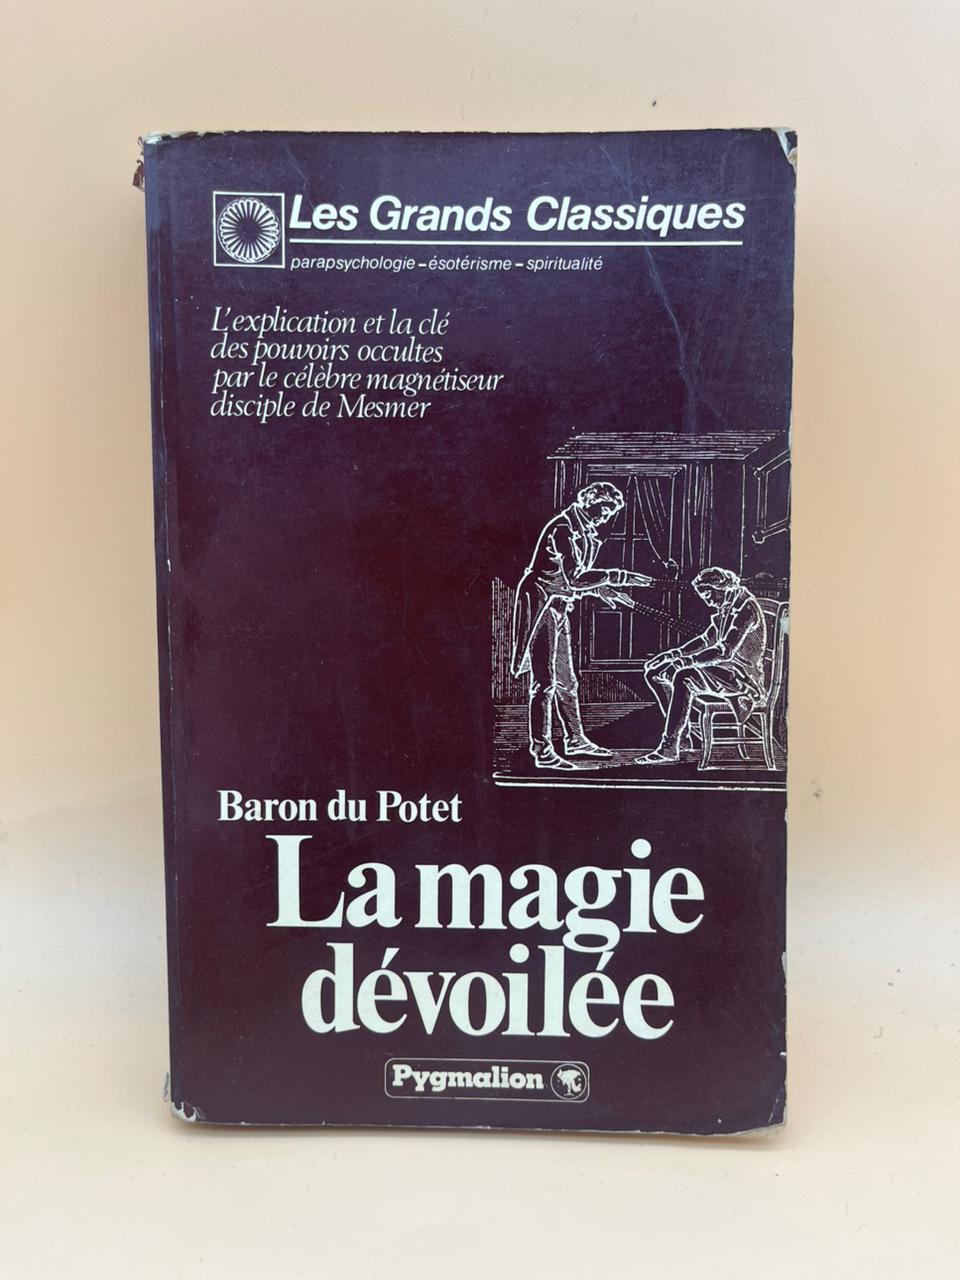 Les Grands Classiques
parapsychologie – ésotérisme – spiritualité
L'explication et la clé
des pouvoirs occultes
par le célèbre magnétiseur
disciple de Mesmer
Baron du Potet
La magie
dévoilée
Pygmalion